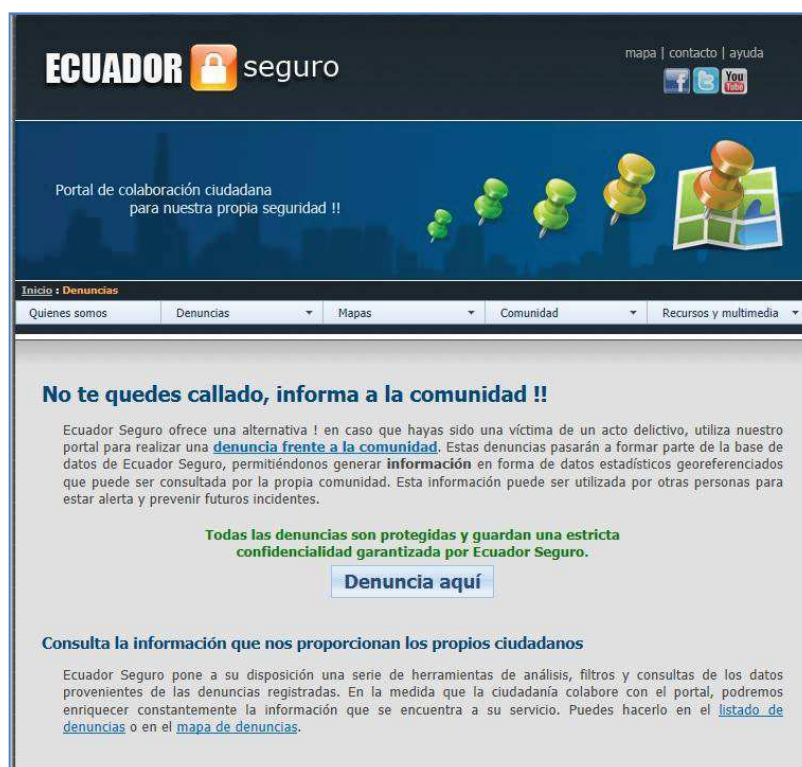 ECUADOR seguro
mapa | contacto | ayuda
f t You Tube
Portal de colaboración ciudadana
para nuestra propia seguridad !!
Inicio : Denuncias
Quienes somos Denuncias Mapas Comunidad Recursos y multimedia
No te quedes callado, informa a la comunidad !!
Ecuador Seguro ofrece una alternativa ! en caso que hayas sido una víctima de un acto delictivo, utiliza nuestro
portal para realizar una denuncia frente a la comunidad. Estas denuncias pasarán a formar parte de la base de
datos de Ecuador Seguro, permitiéndonos generar información en forma de datos estadísticos georeferenciados
que puede ser consultada por la propia comunidad. Esta información puede ser utilizada por otras personas para
estar alerta y prevenir futuros incidentes.
Todas las denuncias son protegidas y guardan una estricta
confidencialidad garantizada por Ecuador Seguro.
Denuncia aquí
Consulta la información que nos proporcionan los propios ciudadanos
Ecuador Seguro pone a su disposición una serie de herramientas de análisis, filtros y consultas de los datos
provenientes de las denuncias registradas. En la medida que la ciudadanía colabore con el portal, podremos
enriquecer constantemente la información que se encuentra a su servicio. Puedes hacerlo en el listado de
denuncias o en el mapa de denuncias.